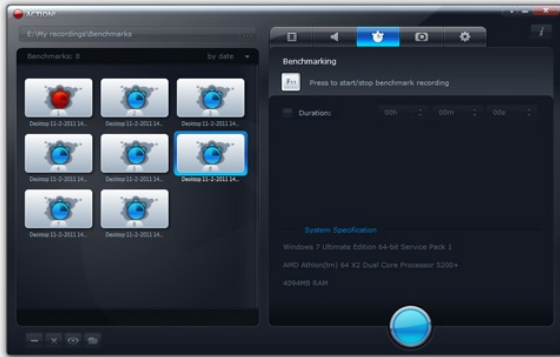 ACTION!
E:\My recordings\Benchmarks ...
Benchmarks: 8 by date
Desktop 11-2-2011 14...
Desktop 11-2-2011 14...
Desktop 11-2-2011 14...
Desktop 11-2-2011 14...
Desktop 11-2-2011 14...
Desktop 11-2-2011 14...
Desktop 11-2-2011 14...
Desktop 11-2-2011 14...
i
Benchmarking
F11 Press to start/stop benchmark recording
Duration: 00h 00m 00s
System Specification
Windows 7 Ultimate Edition 64-bit Service Pack 1
AMD Athlon(tm) 64 X2 Dual Core Processor 5200+
4094MB RAM